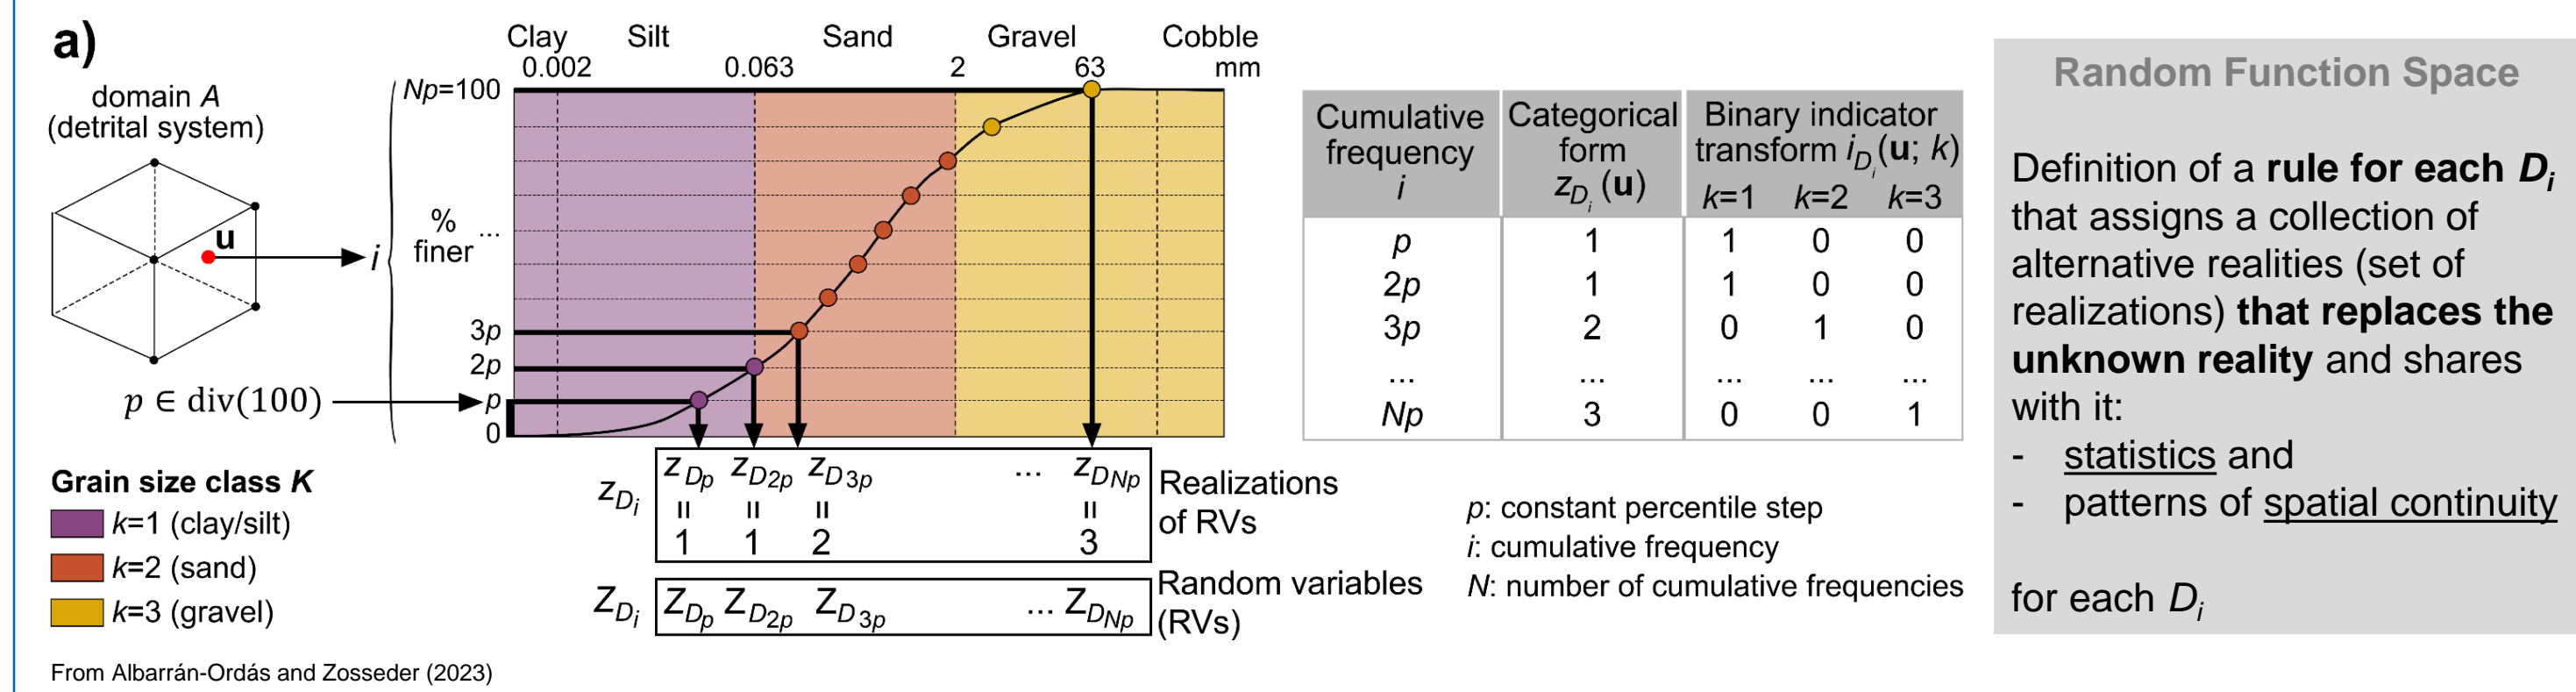 a)
domain A
(detrital system)
u
i
p ∈ div(100)
Clay Silt Sand Gravel Cobble
0.002 0.063 2 63 mm
Np=100
%
finer
...
3p
2p
p
0
Grain size class K
k=1 (clay/silt)
k=2 (sand)
k=3 (gravel)
z_Di
z_Dp z_D2p z_D3p ... z_DNp
= = = =
1 1 2 3
Realizations
of RVs
Z_Di
Z_Dp Z_D2p Z_D3p ... Z_DNp
Random variables
(RVs)
From Albarrán-Ordás and Zosseder (2023)
Cumulative
frequency
i
Categorical
form
z_Di (u)
Binary indicator
transform i_Di(u; k)
k=1 k=2 k=3
p 1 1 0 0
2p 1 1 0 0
3p 2 0 1 0
... ... ... ... ...
Np 3 0 0 1
p: constant percentile step
i: cumulative frequency
N: number of cumulative frequencies
Random Function Space
Definition of a rule for each D_i
that assigns a collection of
alternative realities (set of
realizations) that replaces the
unknown reality and shares
with it:
- statistics and
- patterns of spatial continuity
for each D_i